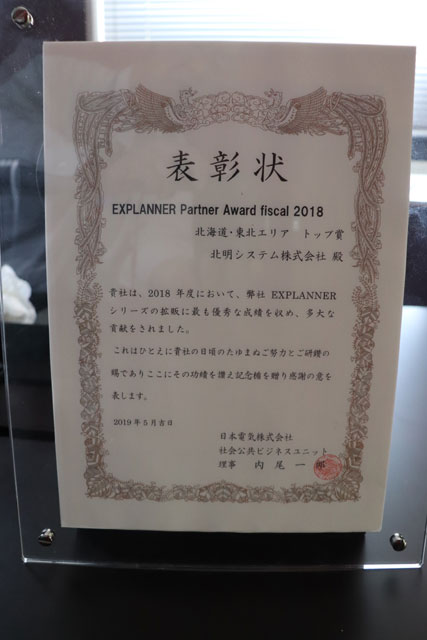 表彰状
EXPLANNER Partner Award fiscal 2018
北海道・東北エリア トップ賞
北明システム株式会社 殿
貴社は、2018 年度において、弊社 EXPLANNER
シリーズの拡販に最も優秀な成績を収め、多大な
貢献をされました。
これはひとえに貴社の日頃のたゆまぬご努力とご研鑽の
賜でありここにその功績を讃え記念楯を贈り感謝の意を
表します。
2019年5月吉日
日本電気株式会社
社会公共ビジネスユニット
理事 内尾一郎